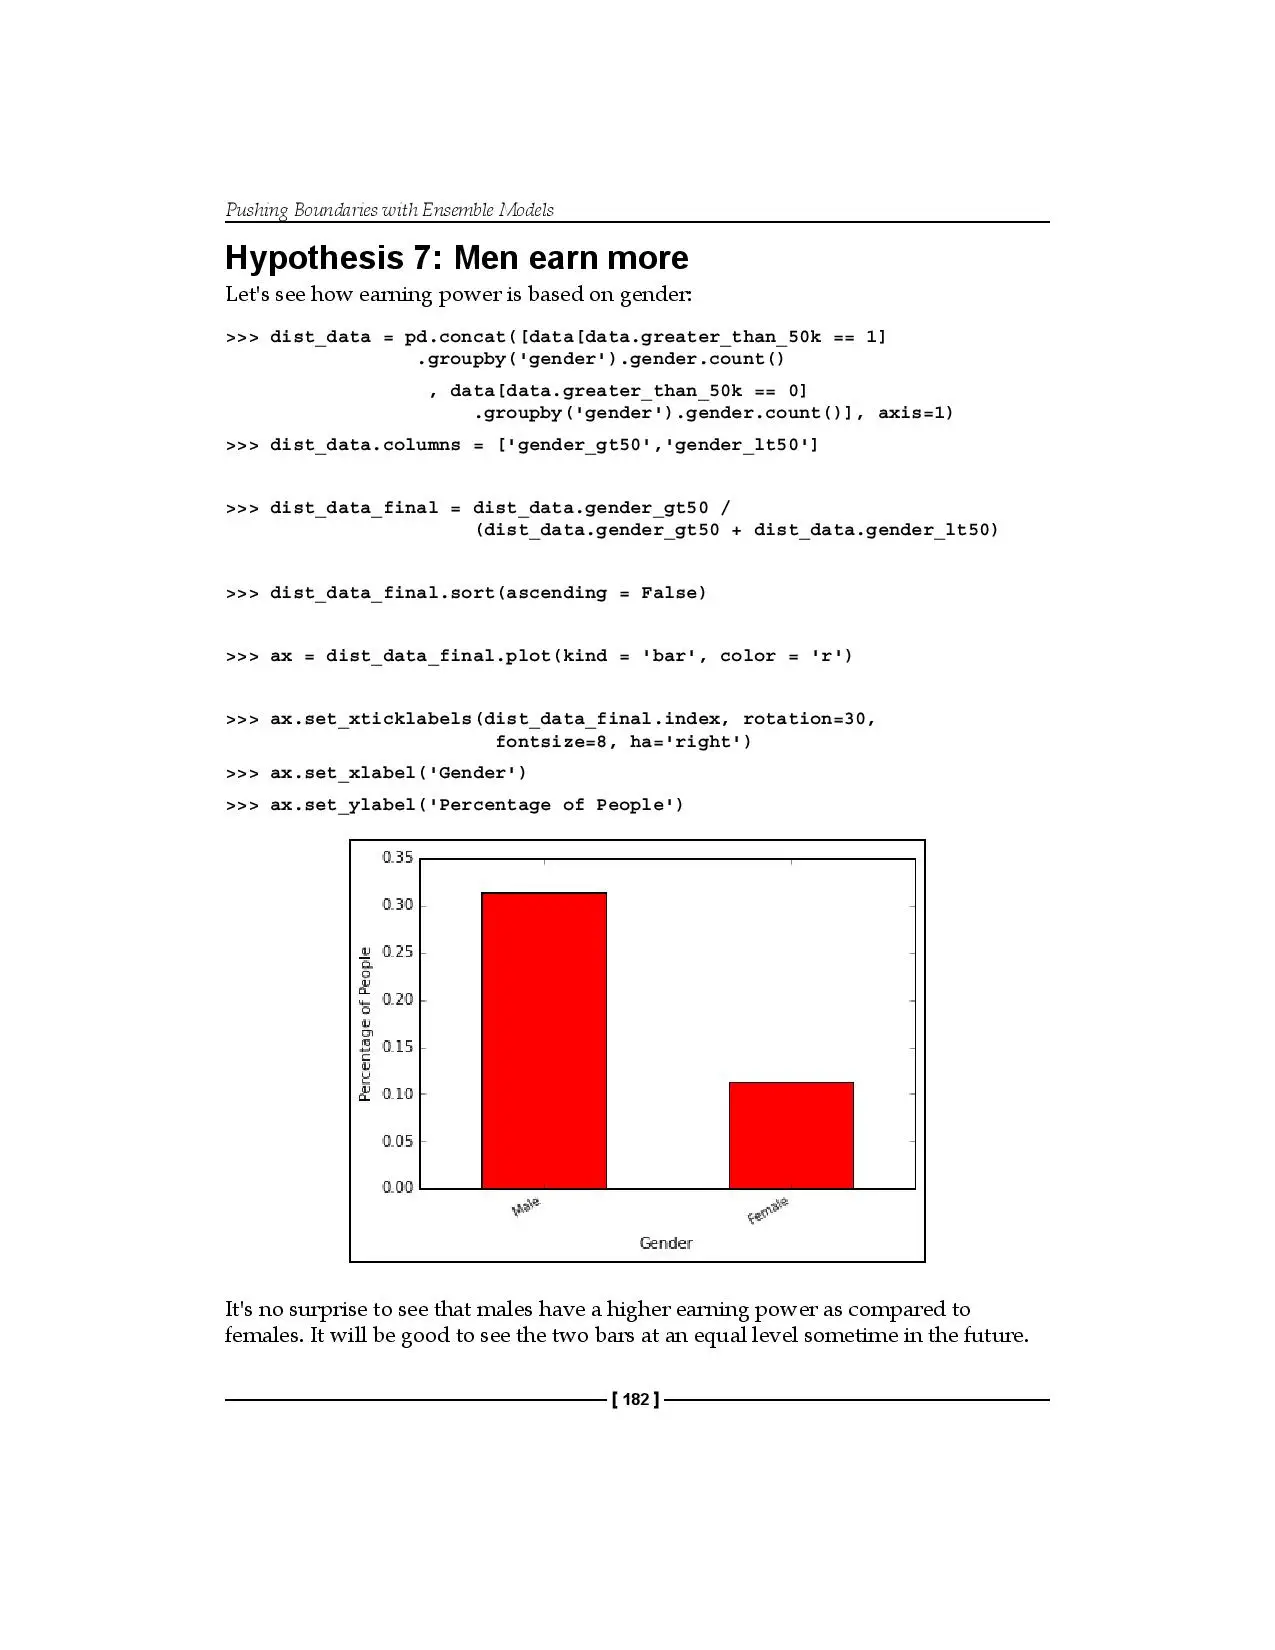 Pushing Boundaries with Ensemble Models
Hypothesis 7: Men earn more
Let's see how earning power is based on gender:
>>> dist_data = pd.concat([data[data.greater_than_50k == 1]
.groupby('gender').gender.count()
, data[data.greater_than_50k == 0]
.groupby('gender').gender.count()], axis=1)
>>> dist_data.columns = ['gender_gt50','gender_lt50']
>>> dist_data_final = dist_data.gender_gt50 /
(dist_data.gender_gt50 + dist_data.gender_lt50)
>>> dist_data_final.sort(ascending = False)
>>> ax = dist_data_final.plot(kind = 'bar', color = 'r')
>>> ax.set_xticklabels(dist_data_final.index, rotation=30,
fontsize=8, ha='right')
>>> ax.set_xlabel('Gender')
>>> ax.set_ylabel('Percentage of People')
0.35
0.30
0.25
0.20
0.15
0.10
0.05
0.00
Percentage of People
Male
Female
Gender
It's no surprise to see that males have a higher earning power as compared to
females. It will be good to see the two bars at an equal level sometime in the future.
[ 182 ]